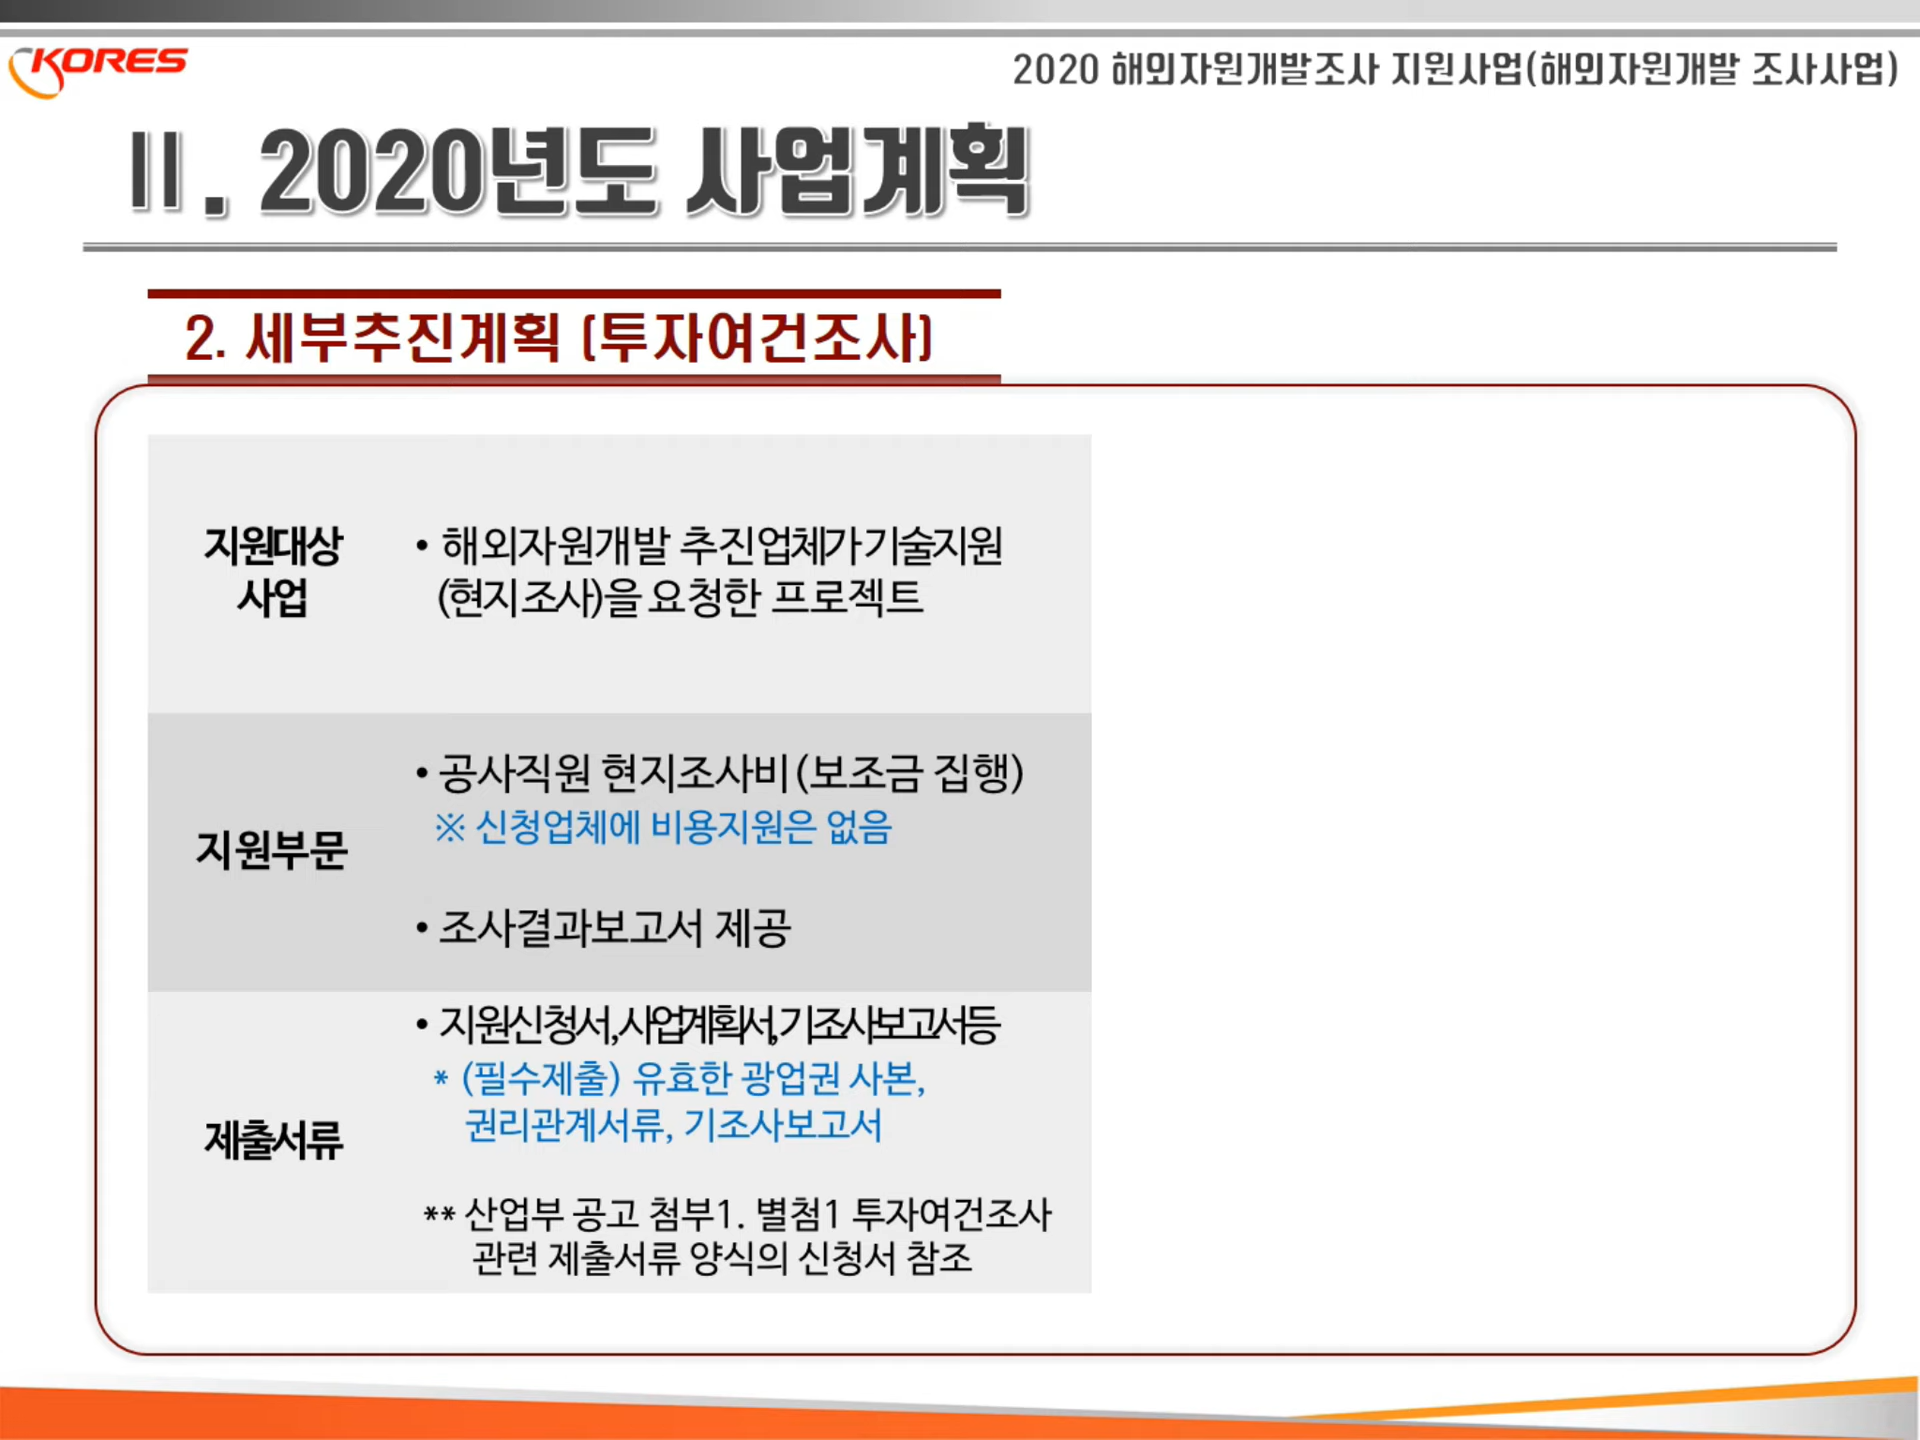 KORES
2020 해외자원개발조사 지원사업(해외자원개발 조사사업)
Ⅱ. 2020년도 사업계획
2. 세부추진계획 (투자여건조사)
지원대상
사업
• 해외자원개발 추진업체가 기술지원
(현지조사)을 요청한 프로젝트
지원부문
• 공사직원 현지조사비(보조금 집행)
※ 신청업체에 비용지원은 없음
• 조사결과보고서 제공
제출서류
• 지원신청서, 사업계획서, 기조사보고서 등
* (필수제출) 유효한 광업권 사본,
권리관계서류, 기조사보고서
** 산업부 공고 첨부1. 별첨1 투자여건조사
관련 제출서류 양식의 신청서 참조